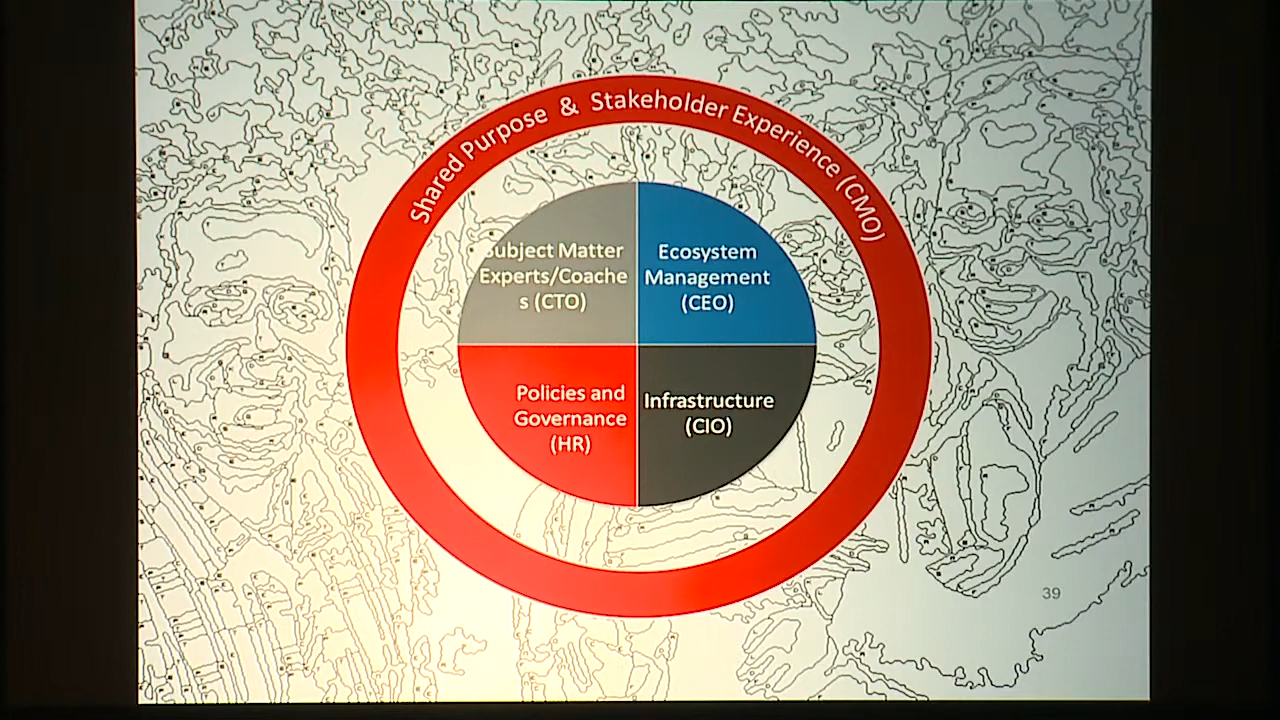 Shared Purpose & Stakeholder Experience (CMO)
Subject Matter
Experts/Coache
s (CTO)
Ecosystem
Management
(CEO)
Policies and
Governance
(HR)
Infrastructure
(CIO)
39